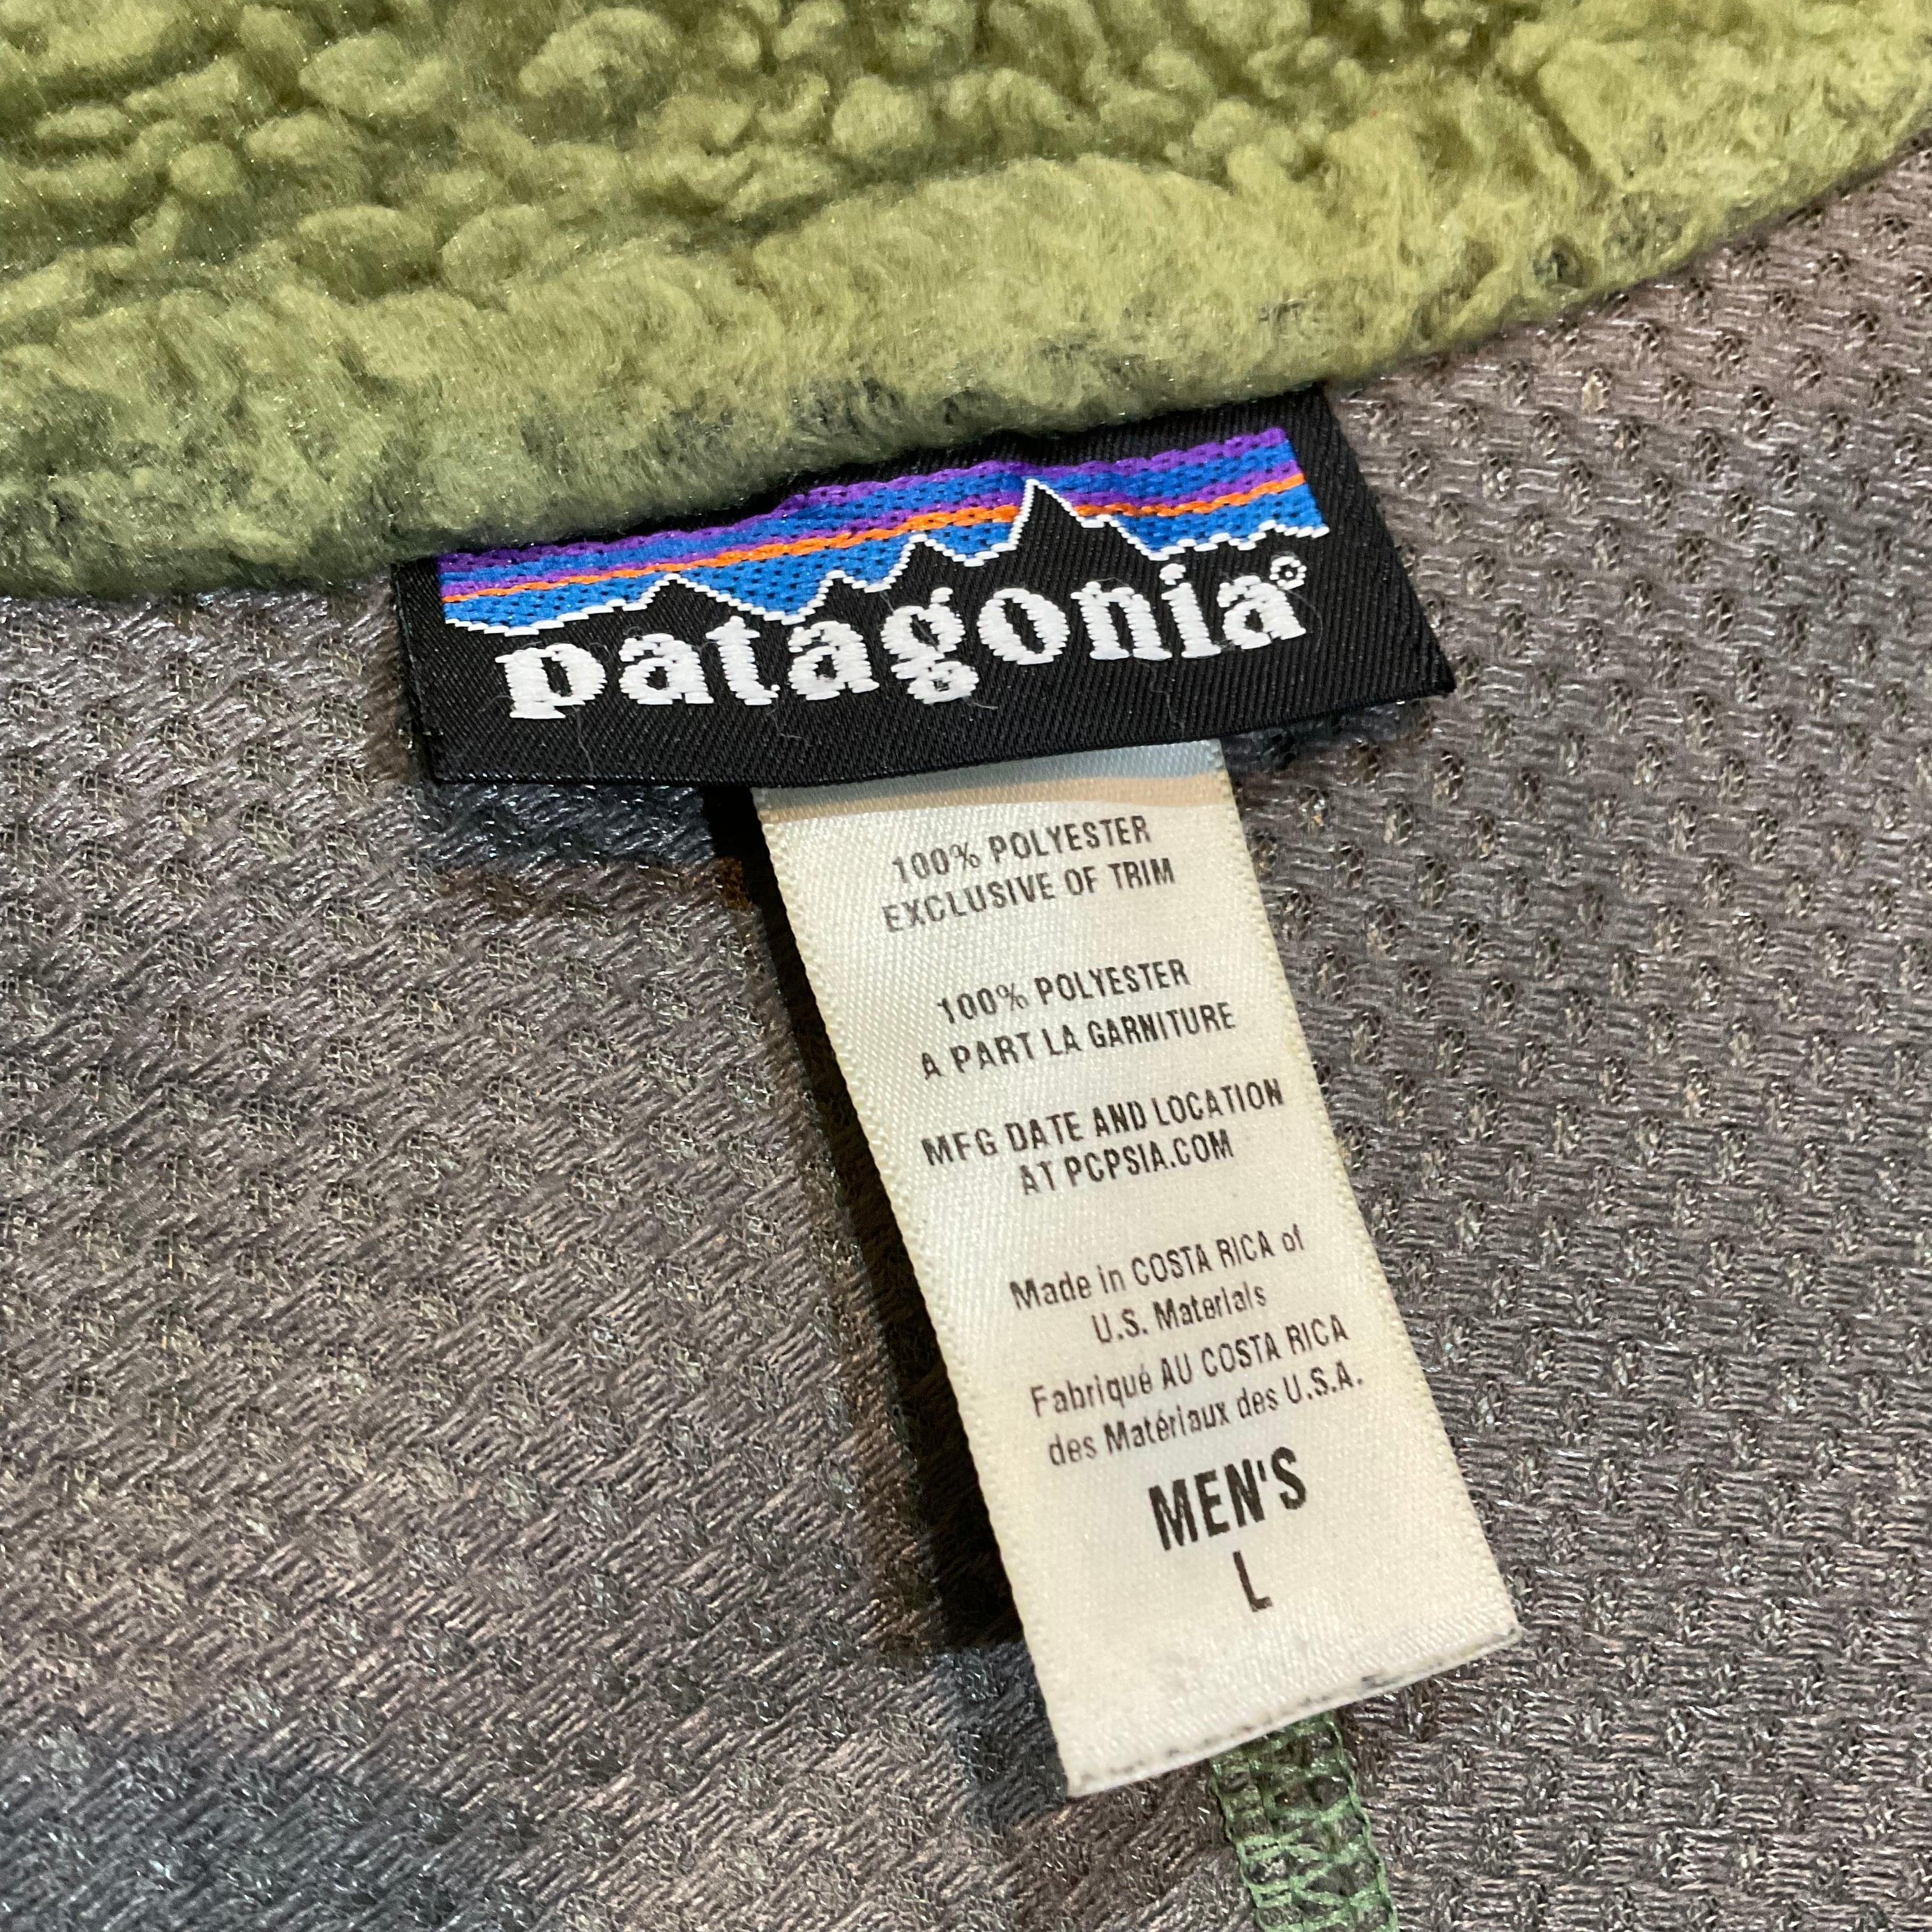 patagonia®
100% POLYESTER
EXCLUSIVE OF TRIM
100% POLYESTER
A PART LA GARNITURE
MFG DATE AND LOCATION
AT PCPSIA.COM
Made in COSTA RICA of
U.S. Materials
Fabriqué AU COSTA RICA
des Matériaux des U.S.A.
MEN'S
L